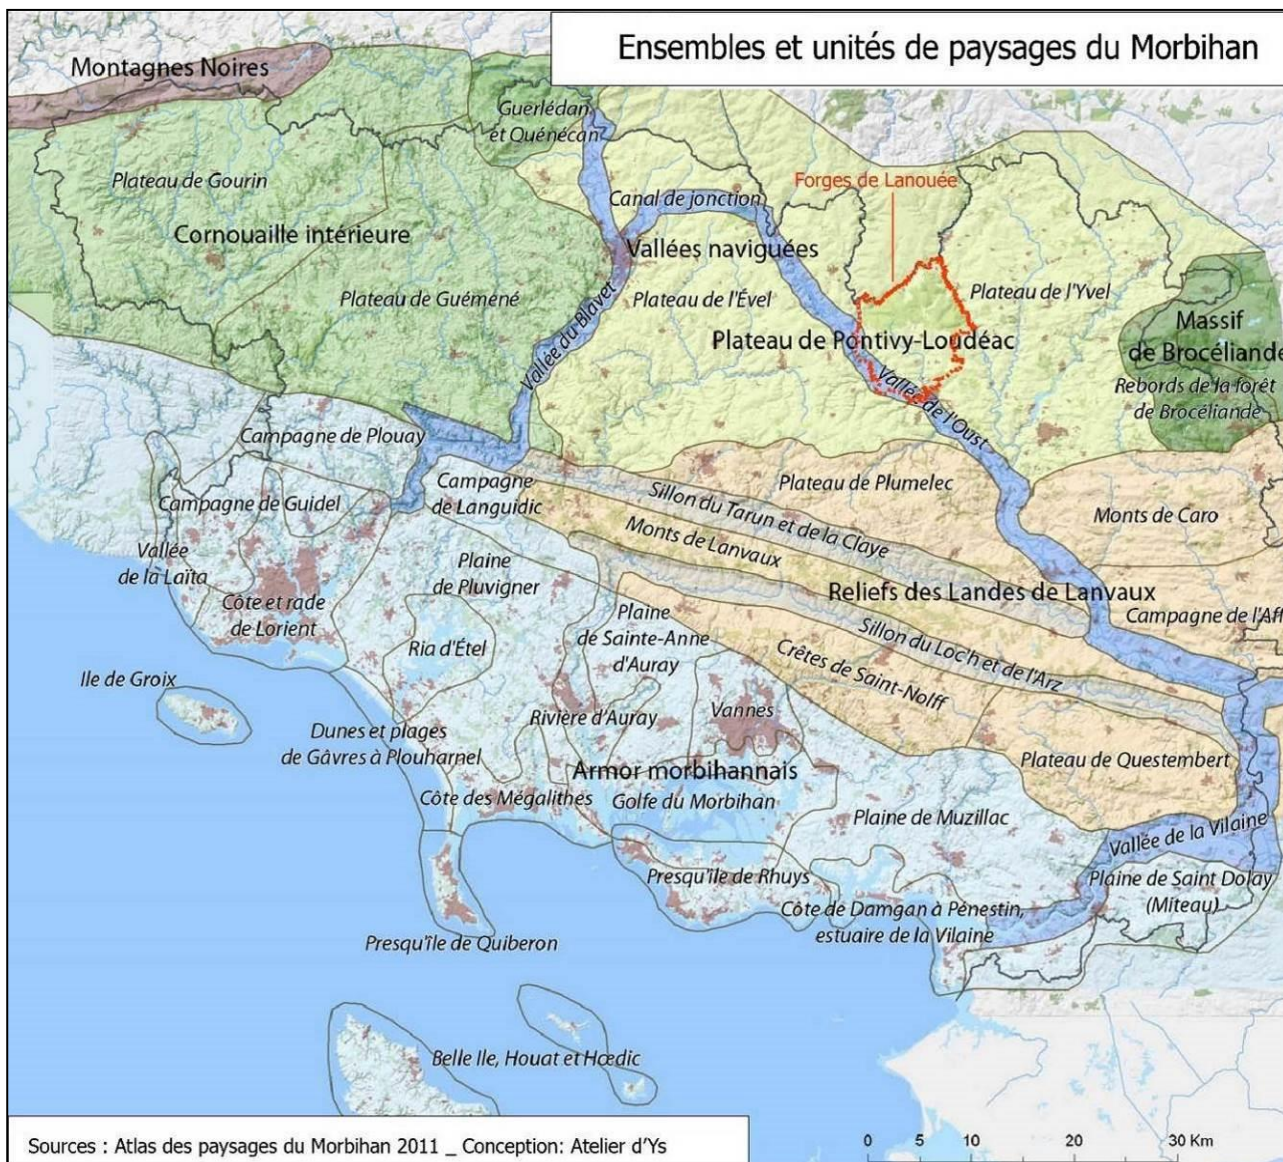 Ensembles et unités de paysages du Morbihan
Montagnes Noires
Guerlédan
et Quénécan
Plateau de Gourin
Canal de jonction
Forges de Lanouée
Cornouaille intérieure
Vallées naviguées
Plateau de Guémené
Plateau de l'Ével
Plateau de l'Yvel
Vallée du Blavet
Plateau de Pontivy-Loudéac
Massif
de Brocéliande
Rebords de la forêt
de Brocéliande
Vallée de l'Oust
Campagne de Plouay
Campagne de Guidel
Campagne
de Languidic
Sillon du Tarun et de la Claye
Plateau de Plumelec
Monts de Caro
Monts de Lanvaux
Vallée
de la Laïta
Plaine
de Pluvigner
Reliefs des Landes de Lanvaux
Côte et rade
de Lorient
Plaine
de Sainte-Anne
d'Auray
Campagne de l'Aff
Sillon du Loc'h et de l'Arz
Ria d'Étel
Crêtes de Saint-Nolff
Ile de Groix
Rivière d'Auray
Vannes
Dunes et plages
de Gâvres à Plouharnel
Plateau de Questembert
Armor morbihannais
Côte des Mégalithes
Golfe du Morbihan
Plaine de Muzillac
Vallée de la Vilaine
Presqu'île de Rhuys
Plaine de Saint Dolay
(Miteau)
Côte de Damgan à Pénestin,
estuaire de la Vilaine
Presqu'île de Quiberon
Belle Ile, Houat et Hœdic
Sources : Atlas des paysages du Morbihan 2011 _ Conception: Atelier d'Ys
0 5 10 20 30 Km